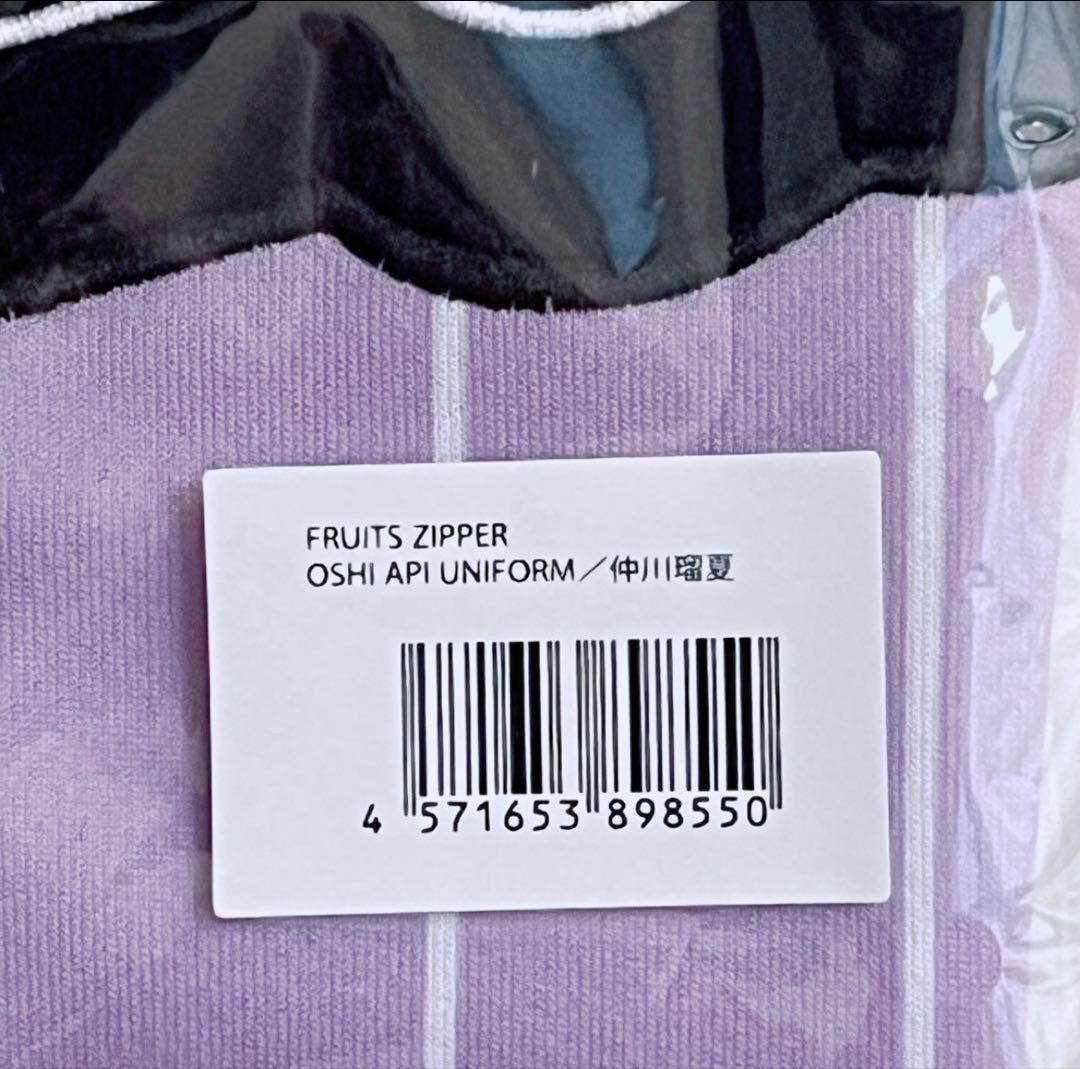 FRUITS ZIPPER
OSHI API UNIFORM／仲川瑠夏
4 571653 898550